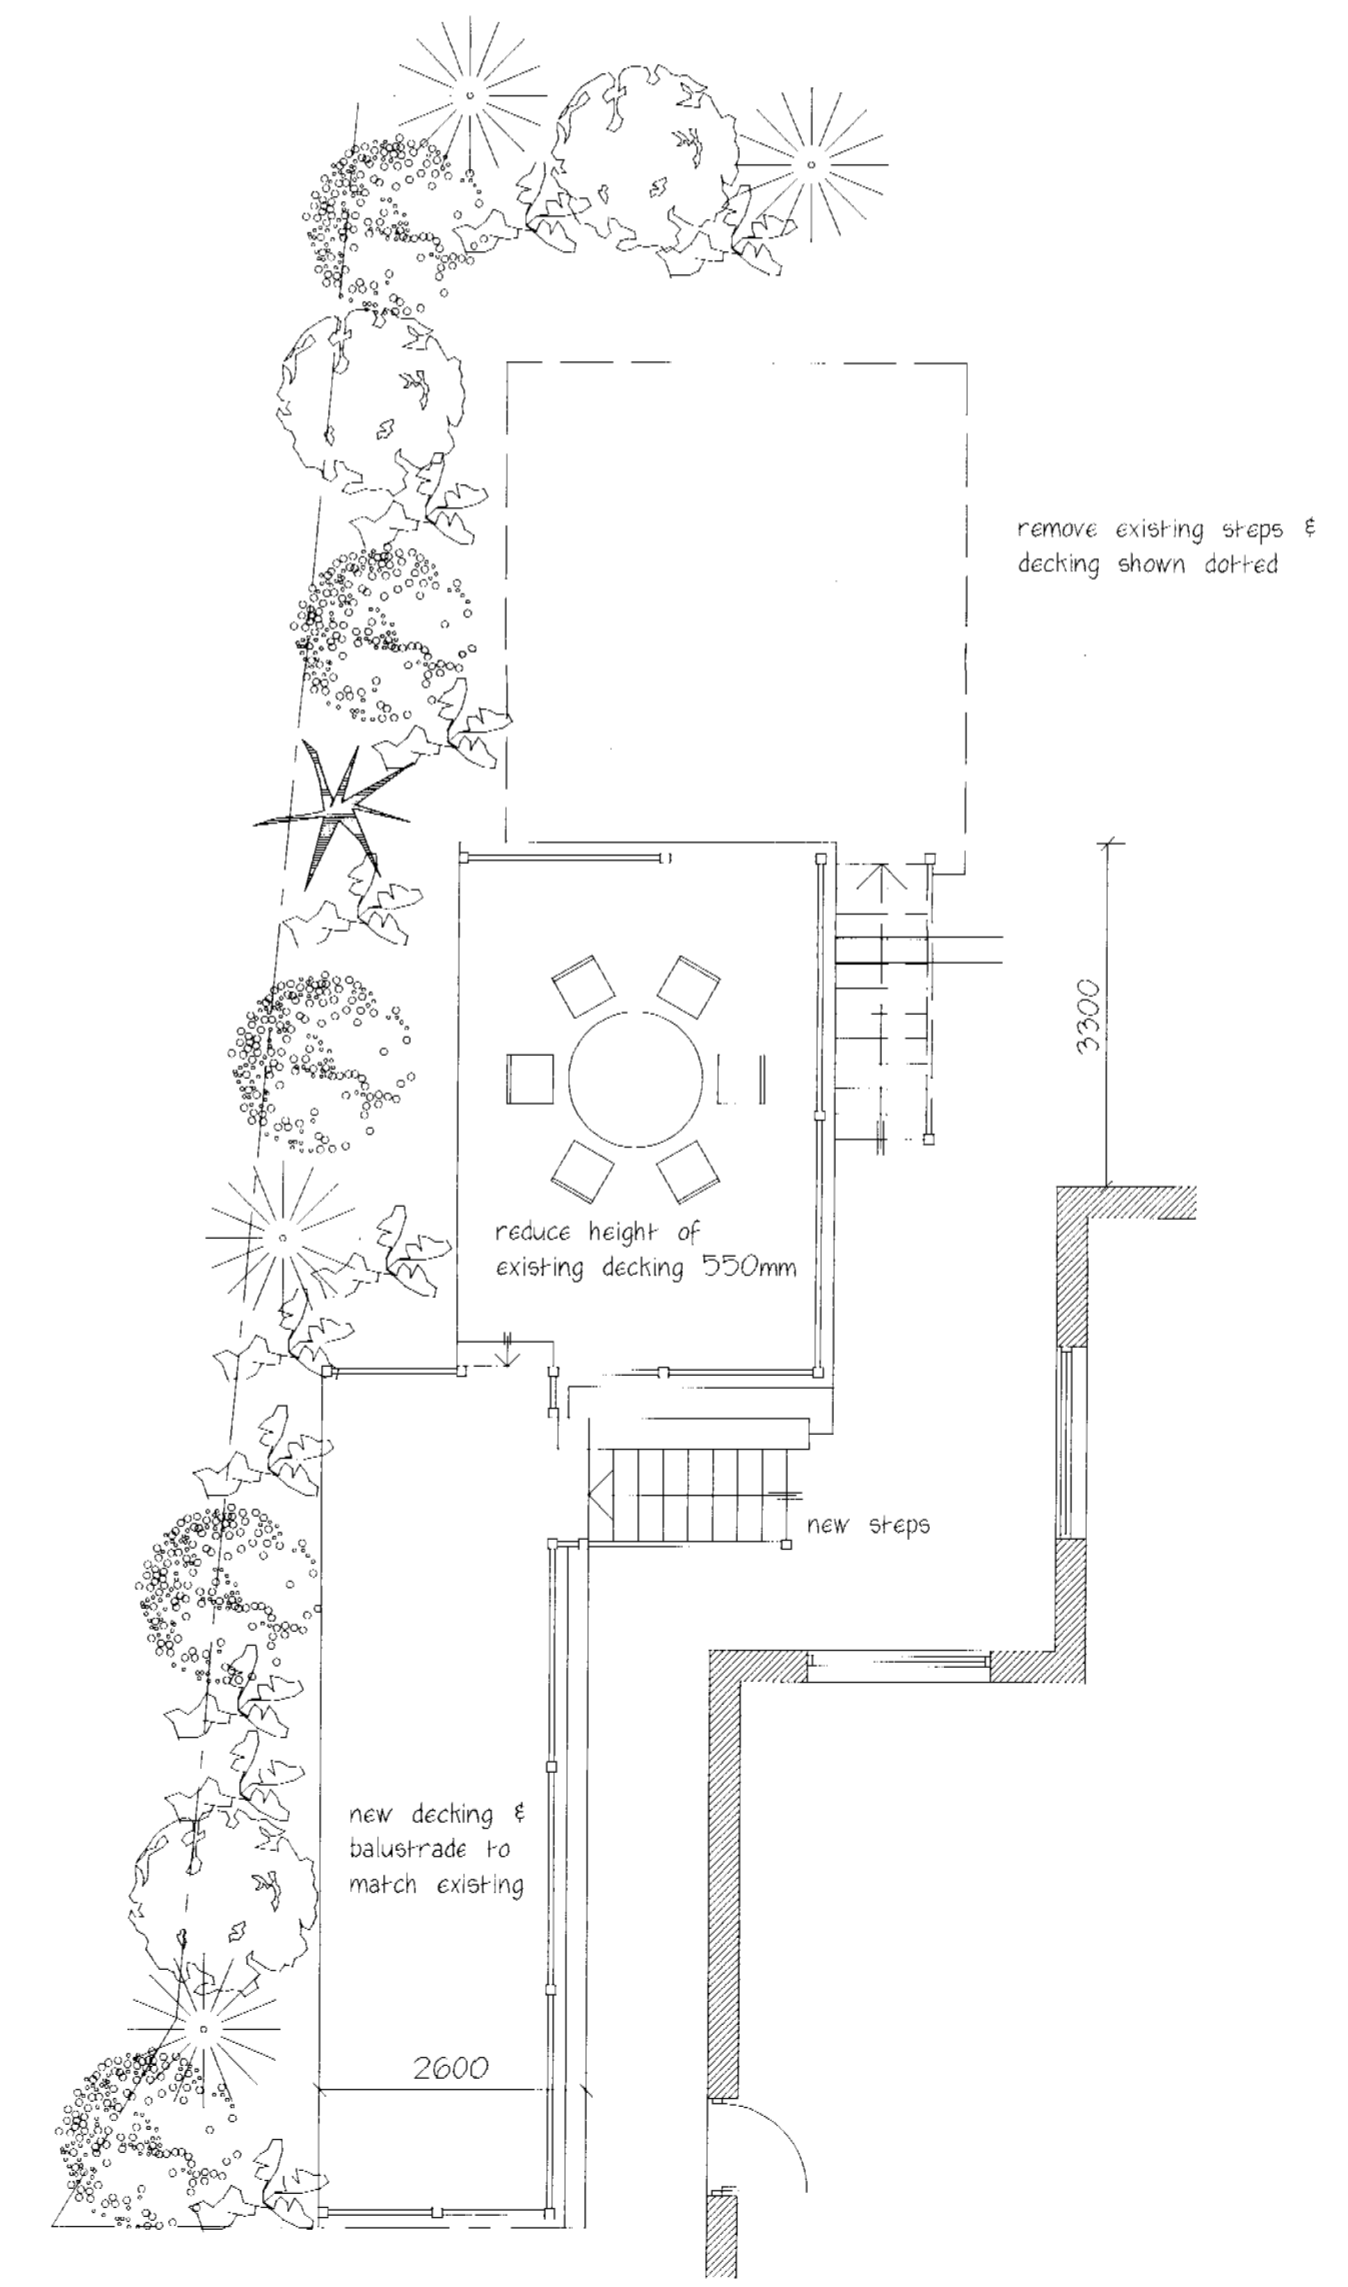 remove existing steps &
decking shown dotted
3300
reduce height of
existing decking 550mm
new steps
new decking &
balustrade to
match existing
2600